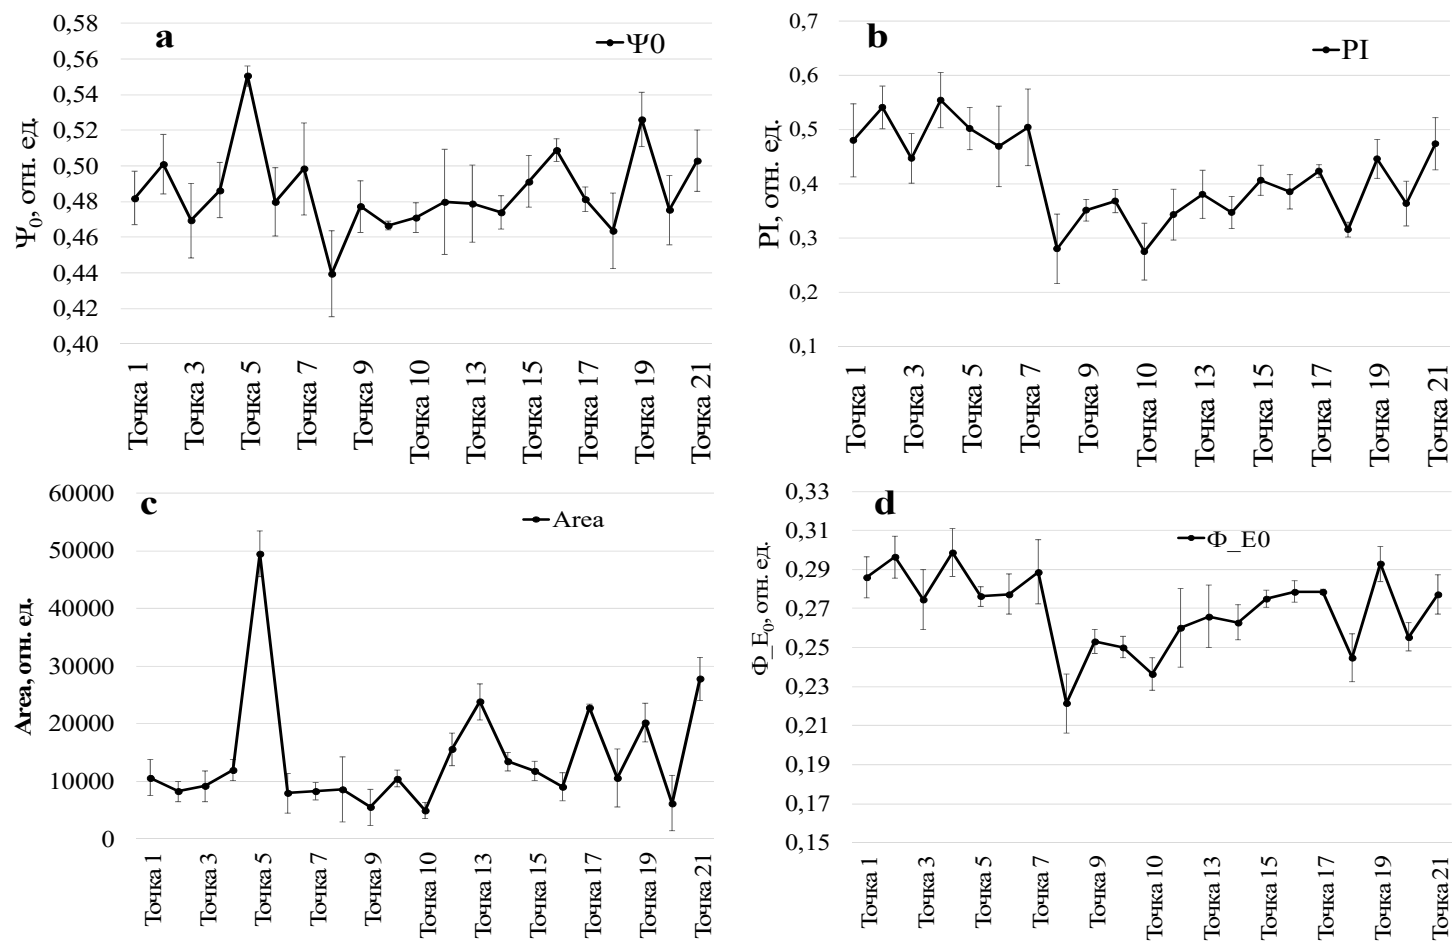 a
Ψ0
Ψ₀, отн. ед.
0,58
0,56
0,54
0,52
0,50
0,48
0,46
0,44
0,42
0,40
Точка 1
Точка 3
Точка 5
Точка 7
Точка 9
Точка 10
Точка 13
Точка 15
Точка 17
Точка 19
Точка 21
b
PI
PI, отн. ед.
0,7
0,6
0,5
0,4
0,3
0,2
0,1
Точка 1
Точка 3
Точка 5
Точка 7
Точка 9
Точка 10
Точка 13
Точка 15
Точка 17
Точка 19
Точка 21
c
Area
Area, отн. ед.
60000
50000
40000
30000
20000
10000
0
Точка 1
Точка 3
Точка 5
Точка 7
Точка 9
Точка 10
Точка 13
Точка 15
Точка 17
Точка 19
Точка 21
d
Ф_E0
Ф_E₀, отн. ед.
0,33
0,31
0,29
0,27
0,25
0,23
0,21
0,19
0,17
0,15
Точка 1
Точка 3
Точка 5
Точка 7
Точка 9
Точка 10
Точка 13
Точка 15
Точка 17
Точка 19
Точка 21